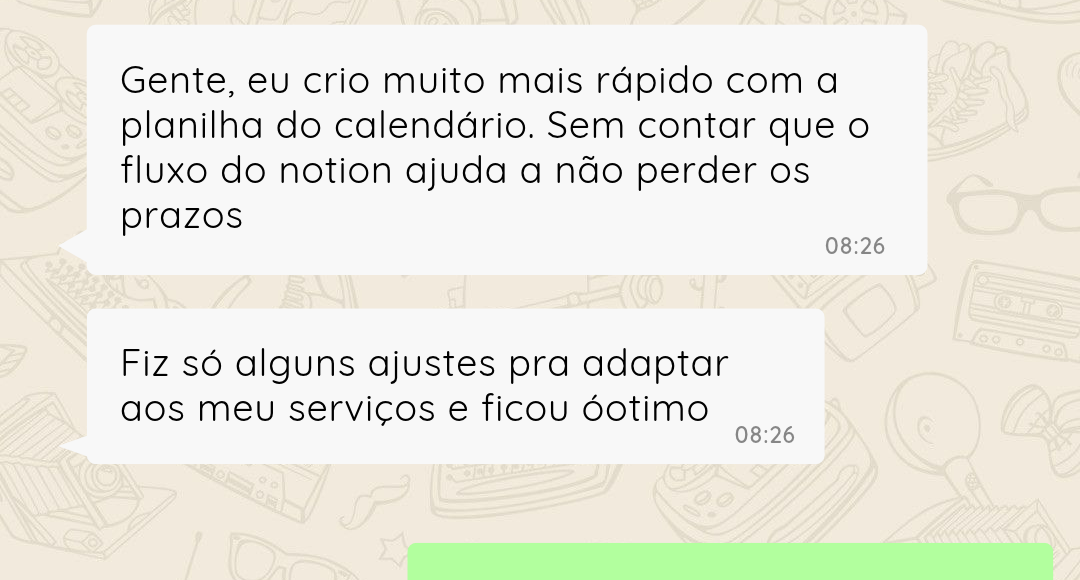 Gente, eu crio muito mais rápido com a
planilha do calendário. Sem contar que o
fluxo do notion ajuda a não perder os
prazos
08:26
Fiz só alguns ajustes pra adaptar
aos meu serviços e ficou óotimo
08:26